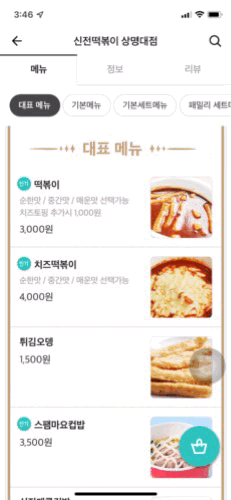 3:46
신전떡볶이 상명대점
메뉴
정보
리뷰
대표 메뉴
기본메뉴
기본세트메뉴
패밀리 세트
대표 메뉴
인기 떡볶이
순한맛 / 중간맛 / 매운맛 선택가능
치즈토핑 추가시 1,000원
3,000원
인기 치즈떡볶이
순한맛 / 중간맛 / 매운맛 선택가능
4,000원
튀김오뎅
1,500원
인기 스팸마요컵밥
3,500원